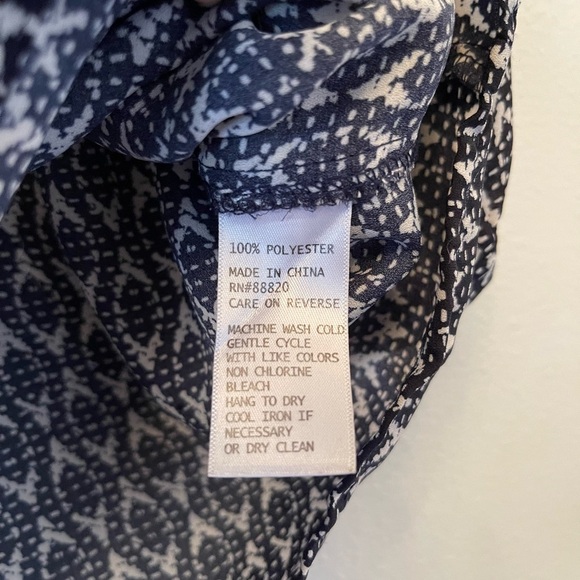 100% POLYESTER
MADE IN CHINA
RN#88820
CARE ON REVERSE
MACHINE WASH COLD
GENTLE CYCLE
WITH LIKE COLORS
NON CHLORINE
BLEACH
HANG TO DRY
COOL IRON IF
NECESSARY
OR DRY CLEAN